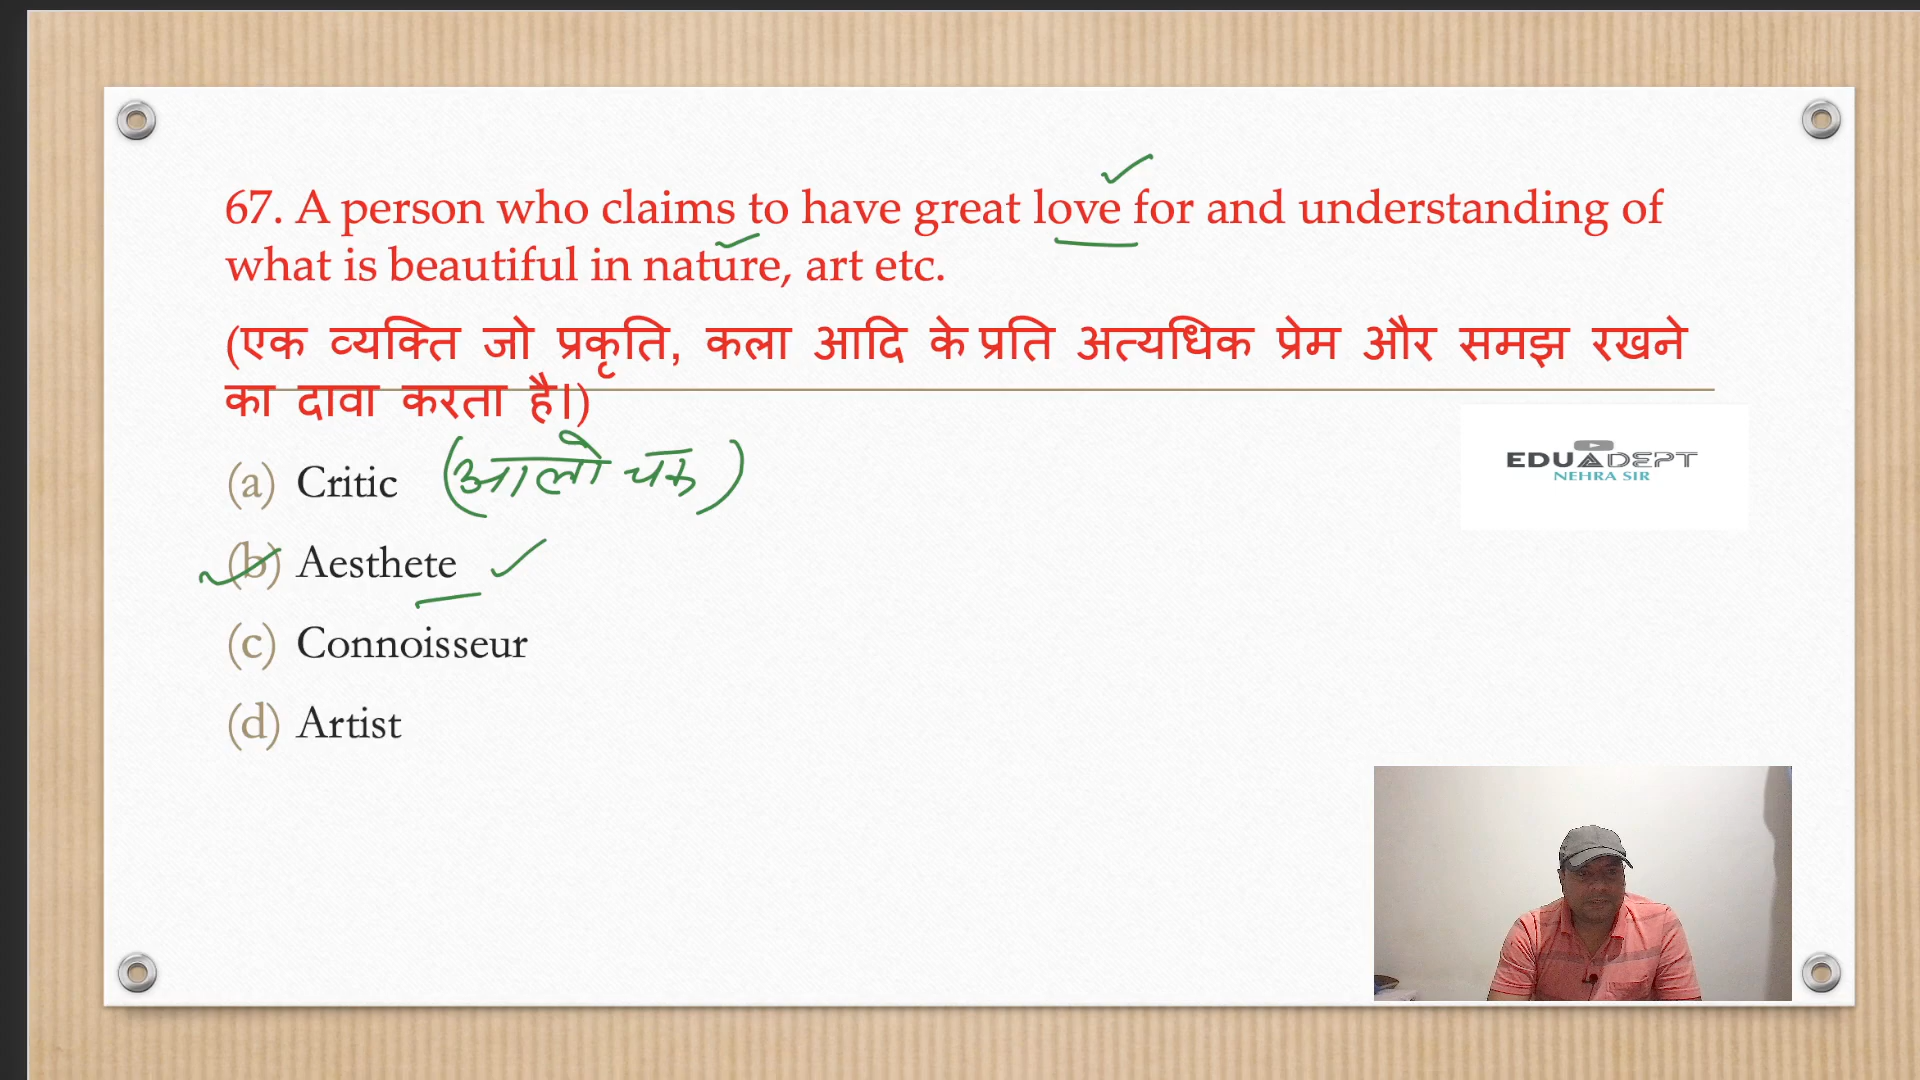 67. A person who claims to have great love for and understanding of
what is beautiful in nature, art etc.
(एक व्यक्ति जो प्रकृति, कला आदि के प्रति अत्यधिक प्रेम और समझ रखने
का दावा करता है।)
(a) Critic (आलोचक)
(b) Aesthete
(c) Connoisseur
(d) Artist
EDUADEPT
NEHRA SIR